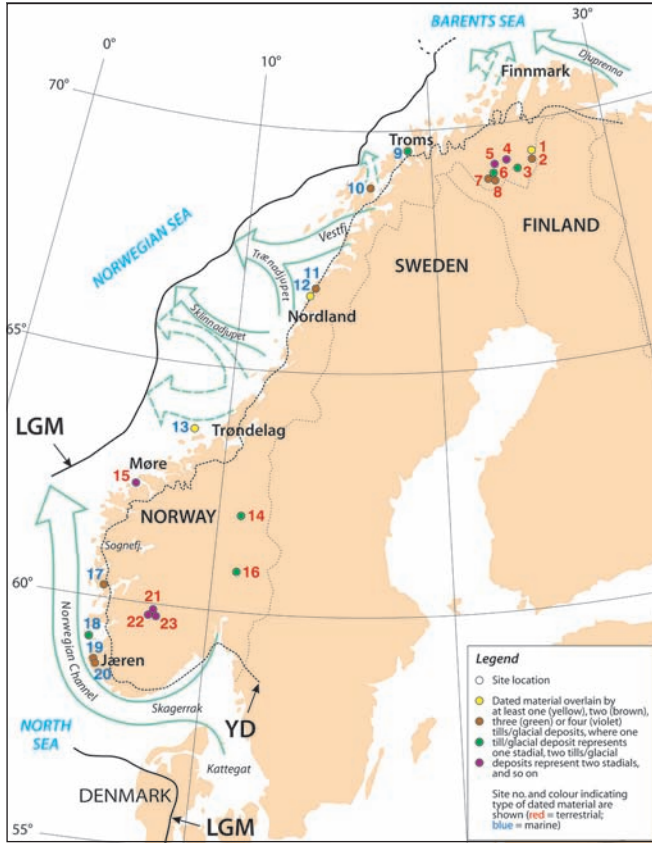 BARENTS SEA
30°
0°
10°
70°
Djuprenna
Finnmark
Troms
9
5
4
1
2
3
6
7
8
10
FINLAND
NORWEGIAN SEA
Vestfj.
Trænadjupet
SWEDEN
11
12
Nordland
Sklinnadjupet
65°
13
Trøndelag
LGM
Møre
15
NORWAY
14
Sognefj.
16
17
60°
21
22
23
18
19
Jæren
20
Norwegian Channel
Skagerrak
YD
NORTH
SEA
Kattegat
DENMARK
LGM
55°
Legend
Site location
Dated material overlain by
at least one (yellow), two (brown),
three (green) or four (violet)
tills/glacial deposits, where one
till/glacial deposit represents
one stadial, two tills/glacial
deposits represent two stadials,
and so on
Site no. and colour indicating
type of dated material are
shown (red = terrestrial;
blue = marine)